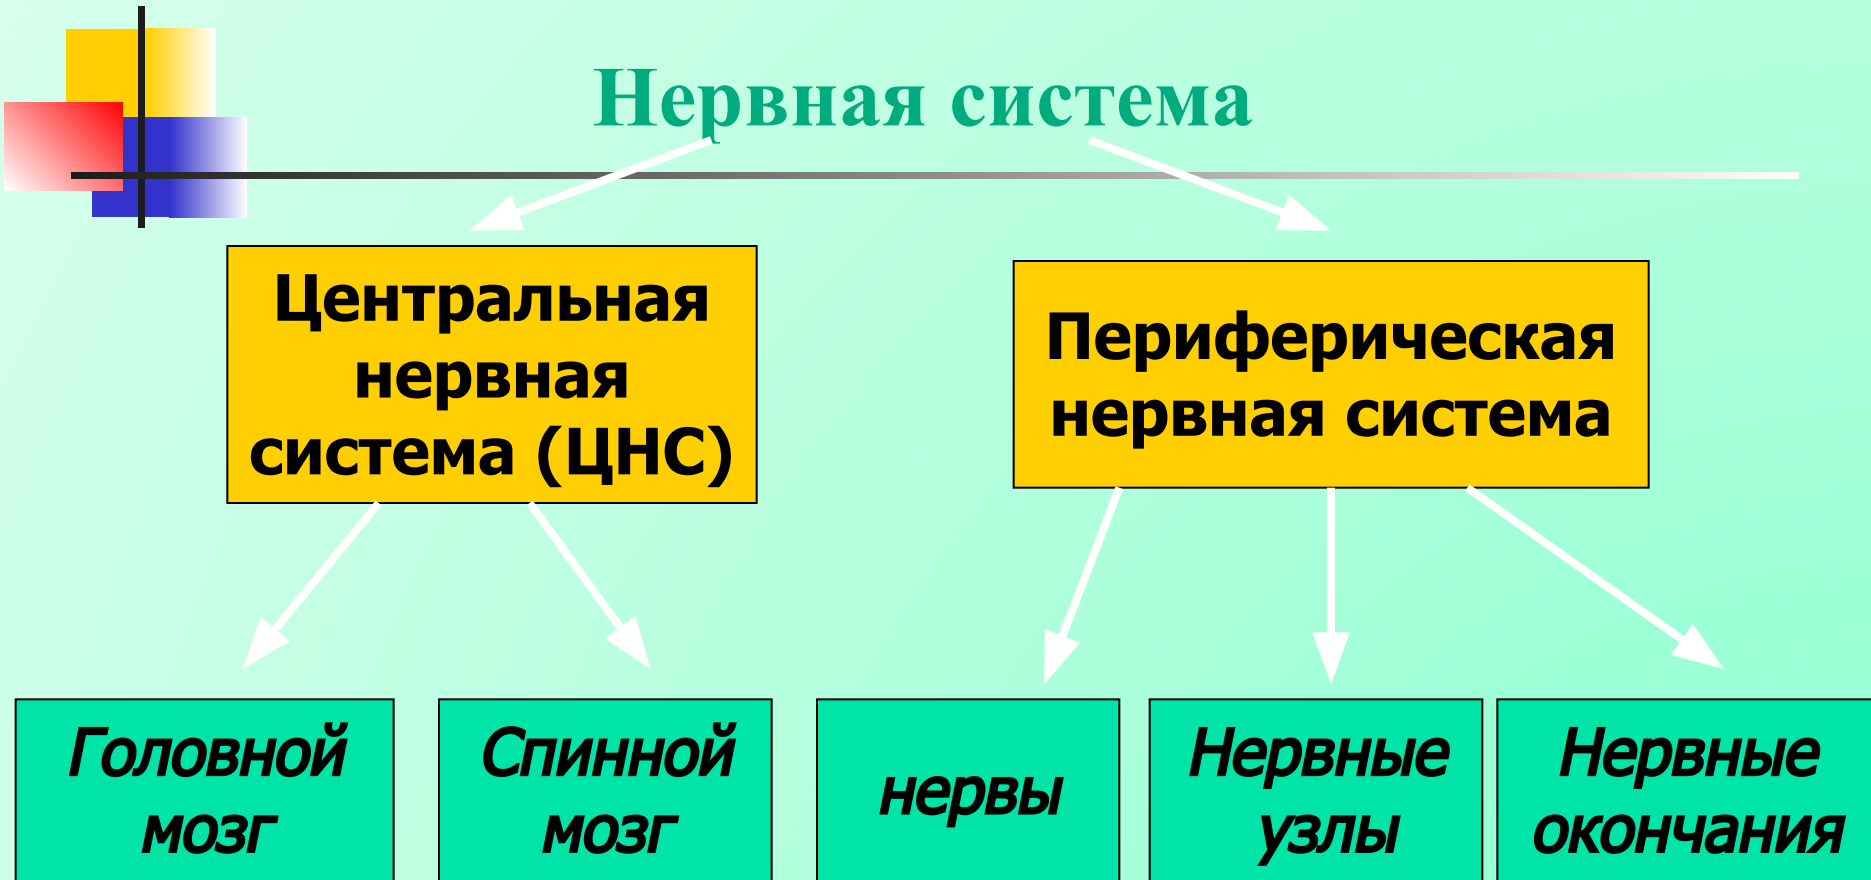 Нервная система
Центральная
нервная
система (ЦНС)
Периферическая
нервная система
Головной
мозг
Спинной
мозг
нервы
Нервные
узлы
Нервные
окончания